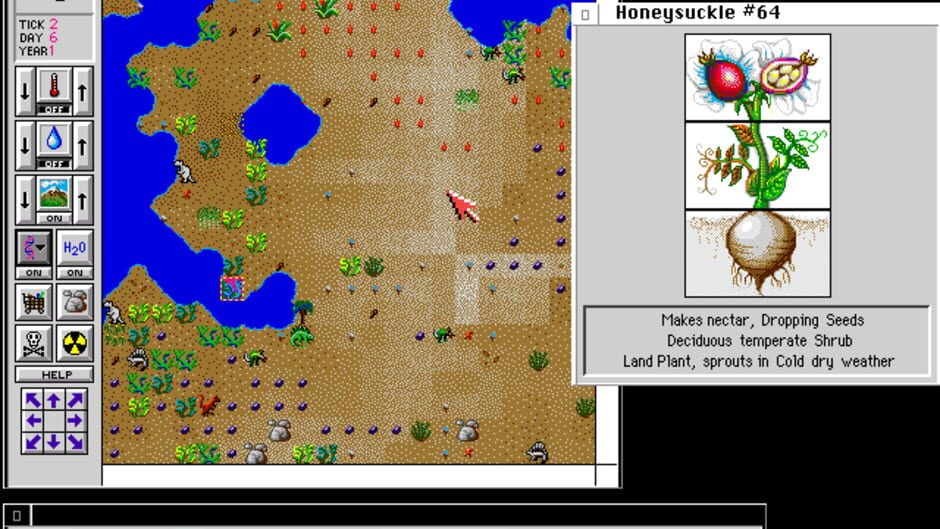 TICK 2
DAY 6
YEAR 1
OFF
OFF
ON
H₂O
ON
ON
HELP
Honeysuckle #64
Makes nectar, Dropping Seeds
Deciduous temperate Shrub
Land Plant, sprouts in Cold dry weather